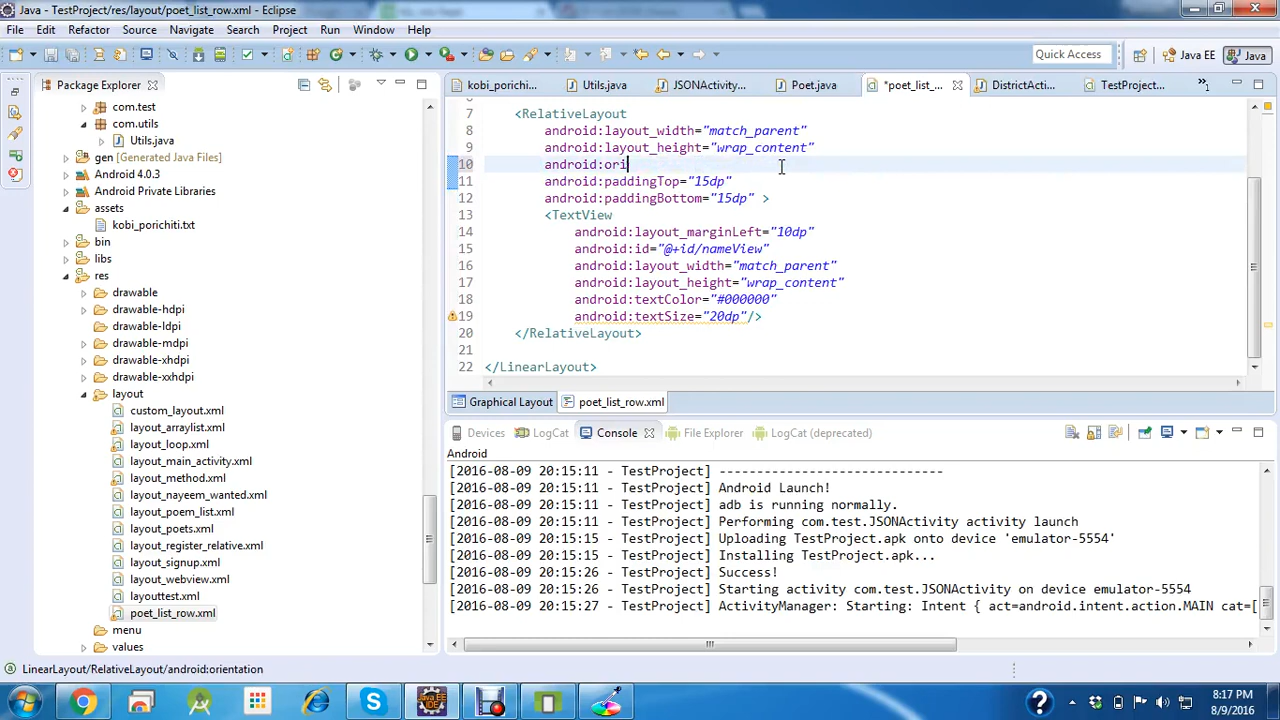 Java - TestProject/res/layout/poet_list_row.xml - Eclipse
File Edit Refactor Source Navigate Search Project Run Window Help
Quick Access
Java EE
Java
Package Explorer
com.test
com.utils
Utils.java
gen [Generated Java Files]
Android 4.0.3
Android Private Libraries
assets
kobi_porichiti.txt
bin
libs
res
drawable
drawable-hdpi
drawable-ldpi
drawable-mdpi
drawable-xhdpi
drawable-xxhdpi
layout
custom_layout.xml
layout_arraylist.xml
layout_loop.xml
layout_main_activity.xml
layout_method.xml
layout_nayeem_wanted.xml
layout_poem_list.xml
layout_poets.xml
layout_register_relative.xml
layout_signup.xml
layout_webview.xml
layouttest.xml
poet_list_row.xml
menu
values
kobi_porichi... Utils.java JSONActivity... Poet.java *poet_list_... DistrictActi... TestProject... »1
7 <RelativeLayout
8 android:layout_width="match_parent"
9 android:layout_height="wrap_content"
10 android:ori
11 android:paddingTop="15dp"
12 android:paddingBottom="15dp" >
13 <TextView
14 android:layout_marginLeft="10dp"
15 android:id="@+id/nameView"
16 android:layout_width="match_parent"
17 android:layout_height="wrap_content"
18 android:textColor="#000000"
19 android:textSize="20dp"/>
20 </RelativeLayout>
21
22 </LinearLayout>
Graphical Layout poet_list_row.xml
Devices LogCat Console File Explorer LogCat (deprecated)
Android
[2016-08-09 20:15:11 - TestProject] ------------------------------
[2016-08-09 20:15:11 - TestProject] Android Launch!
[2016-08-09 20:15:11 - TestProject] adb is running normally.
[2016-08-09 20:15:11 - TestProject] Performing com.test.JSONActivity activity launch
[2016-08-09 20:15:11 - TestProject] Uploading TestProject.apk onto device 'emulator-5554'
[2016-08-09 20:15:15 - TestProject] Installing TestProject.apk...
[2016-08-09 20:15:26 - TestProject] Success!
[2016-08-09 20:15:26 - TestProject] Starting activity com.test.JSONActivity on device emulator-5554
[2016-08-09 20:15:27 - TestProject] ActivityManager: Starting: Intent { act=android.intent.action.MAIN cat=[
LinearLayout/RelativeLayout/android:orientation
8:17 PM
8/9/2016